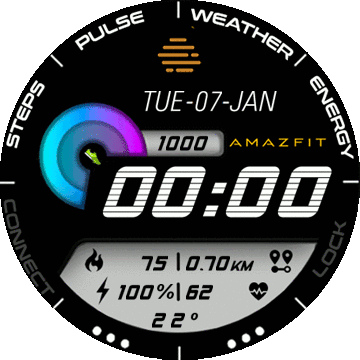 STEPS PULSE WEATHER ENERGY
TUE-07-JAN
1000 AMAZFIT
00:00
CONNECT LOCK
75 0.70KM
100% 62
22°